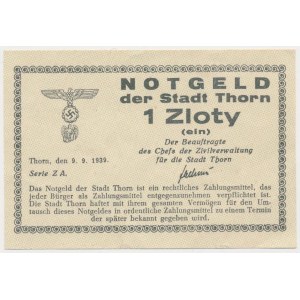 NOTGELD
der Stadt Thorn
1 Zloty
(ein)
Der Beauftragte
des Chefs der Zivilverwaltung
für die Stadt Thorn
Thorn, den 9. 9. 1939.
Serie Z A.
Das Notgeld der Stadt Thorn ist ein rechtliches Zahlungsmittel, das
jeder Bürger als Zahlungsmittel entgegenzunehmen verpflichtet ist.
Die Stadt Thorn haftet mit ihrem gesamten Vermögen für den Um-
tausch dieses Notgeldes in ordentliche Zahlungsmittel zu einem Termin
der später bekannt gegeben wird.